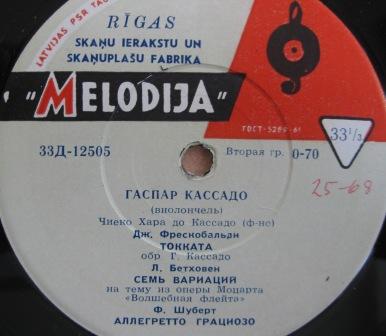 LATVIJAS PSR
RĪGAS
SKAŅU IERAKSTU UN
SKAŅUPLAŠU FABRIKA
"MELODIJA"
ГОСТ-5289-61
33 1/3
33Д-12505
Вторая гр. 0-70
25-68
ГАСПАР КАССАДО
(виолончель)
Чиеко Хара до Кассадо (ф-но)
Дж. Фрескобальди
ТОККАТА
обр Г. Кассадо
Л. Бетховен
СЕМЬ ВАРИАЦИЙ
на тему из оперы Моцарта
«Волшебная флейта»
Ф. Шуберт
АЛЛЕГРЕТТО ГРАЦИОЗО